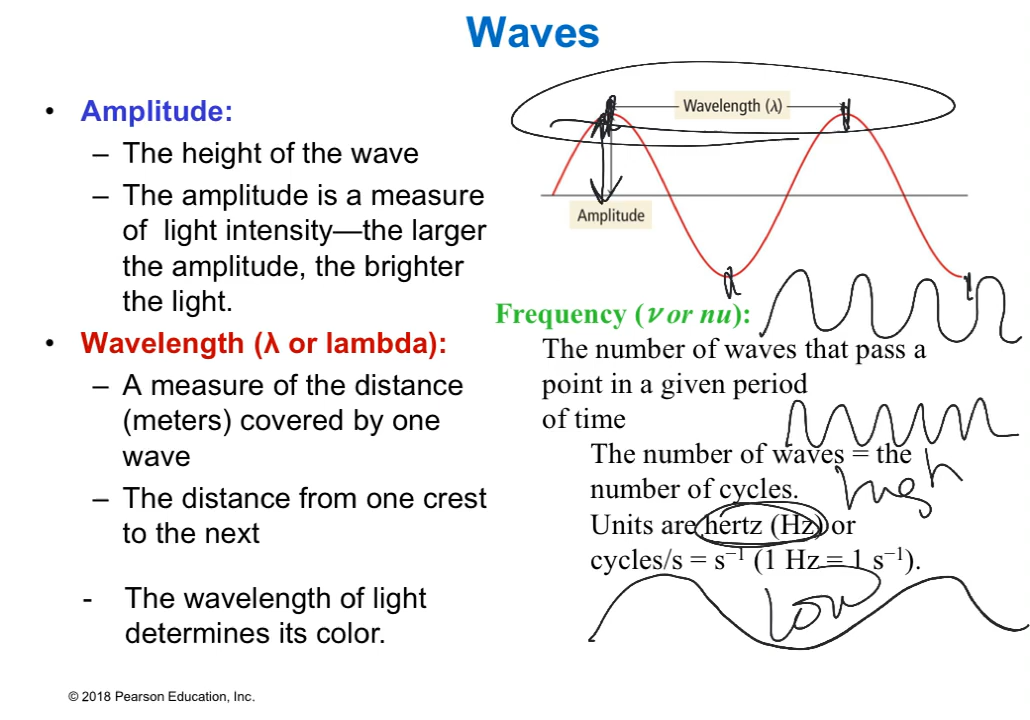 Waves
• Amplitude:
– The height of the wave
– The amplitude is a measure
of light intensity—the larger
the amplitude, the brighter
the light.
• Wavelength (λ or lambda):
– A measure of the distance
(meters) covered by one
wave
– The distance from one crest
to the next
- The wavelength of light
determines its color.
Wavelength (λ)
Amplitude
Frequency (ν or nu):
The number of waves that pass a
point in a given period
of time
The number of waves = the
number of cycles.
high
Units are hertz (Hz) or
cycles/s = s⁻¹ (1 Hz = 1 s⁻¹).
low
© 2018 Pearson Education, Inc.